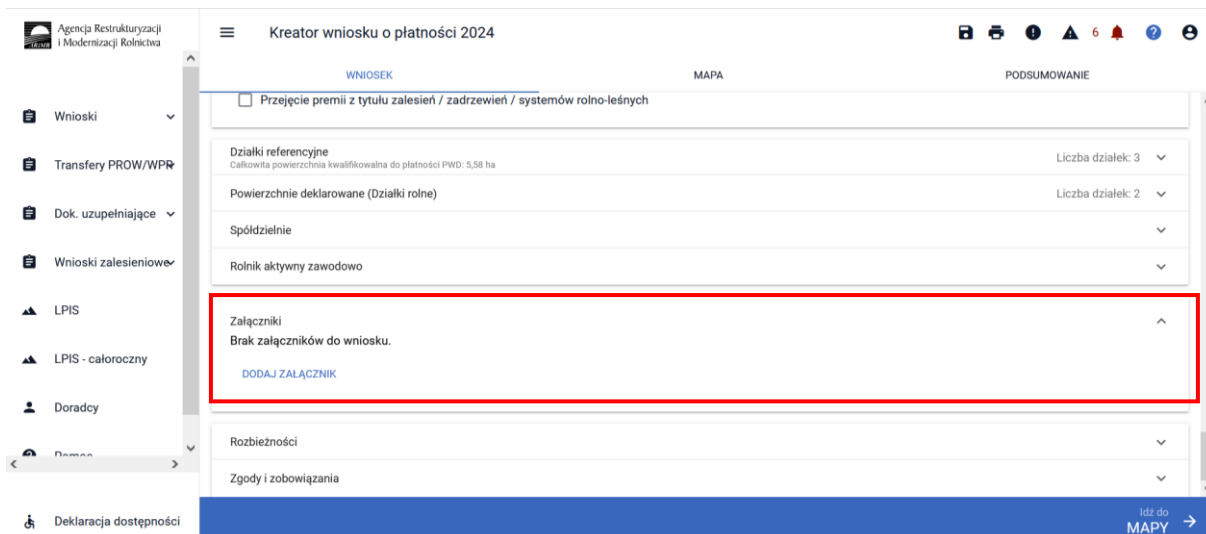 Agencja Restrukturyzacji
i Modernizacji Rolnictwa
ARiMR
Kreator wniosku o płatności 2024
6
WNIOSEK
MAPA
PODSUMOWANIE
Wnioski
Transfery PROW/WPR
Dok. uzupełniające
Wnioski zalesieniowe
LPIS
LPIS - całoroczny
Doradcy
Pomoc
Deklaracja dostępności
Przejęcie premii z tytułu zalesień / zadrzewień / systemów rolno-leśnych
Działki referencyjne
Całkowita powierzchnia kwalifikowalna do płatności PWD: 5,58 ha
Liczba działek: 3
Powierzchnie deklarowane (Działki rolne)
Liczba działek: 2
Spółdzielnie
Rolnik aktywny zawodowo
Załączniki
Brak załączników do wniosku.
DODAJ ZAŁĄCZNIK
Rozbieżności
Zgody i zobowiązania
Idź do
MAPY